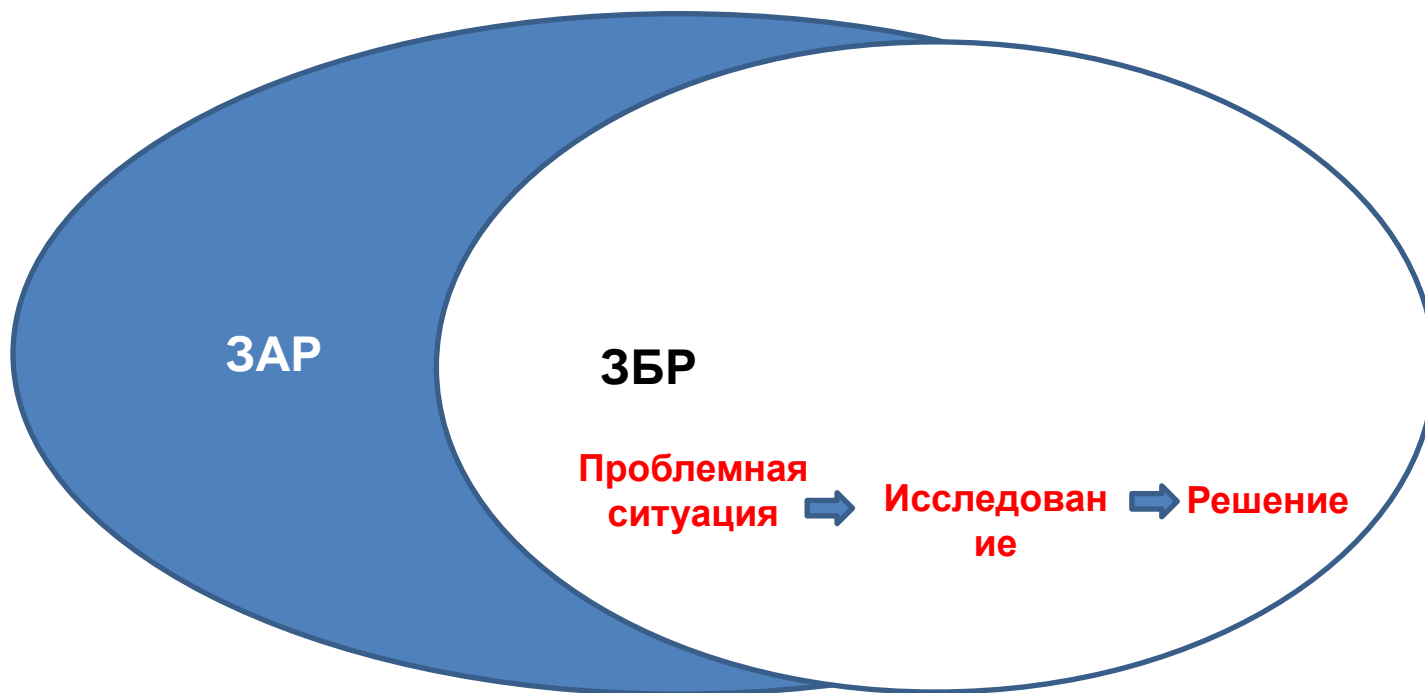 ЗАР
ЗБР
Проблемная
ситуация
Исследован
ие
Решение